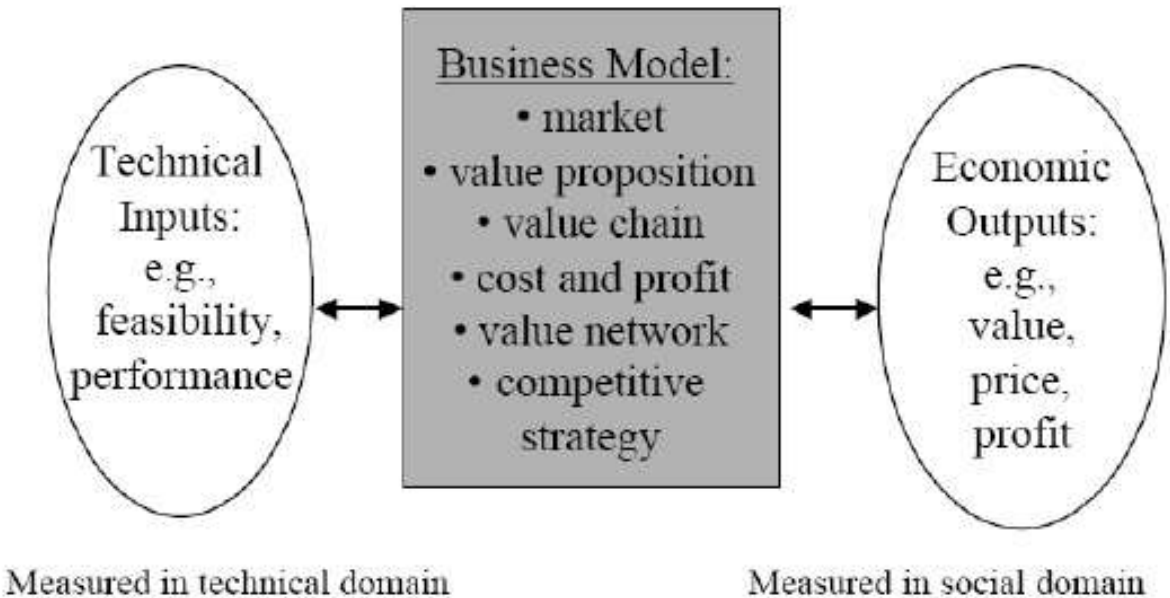 Technical
Inputs:
e.g.,
feasibility,
performance
Business Model:
• market
• value proposition
• value chain
• cost and profit
• value network
• competitive
strategy
Economic
Outputs:
e.g.,
value,
price,
profit
Measured in technical domain
Measured in social domain